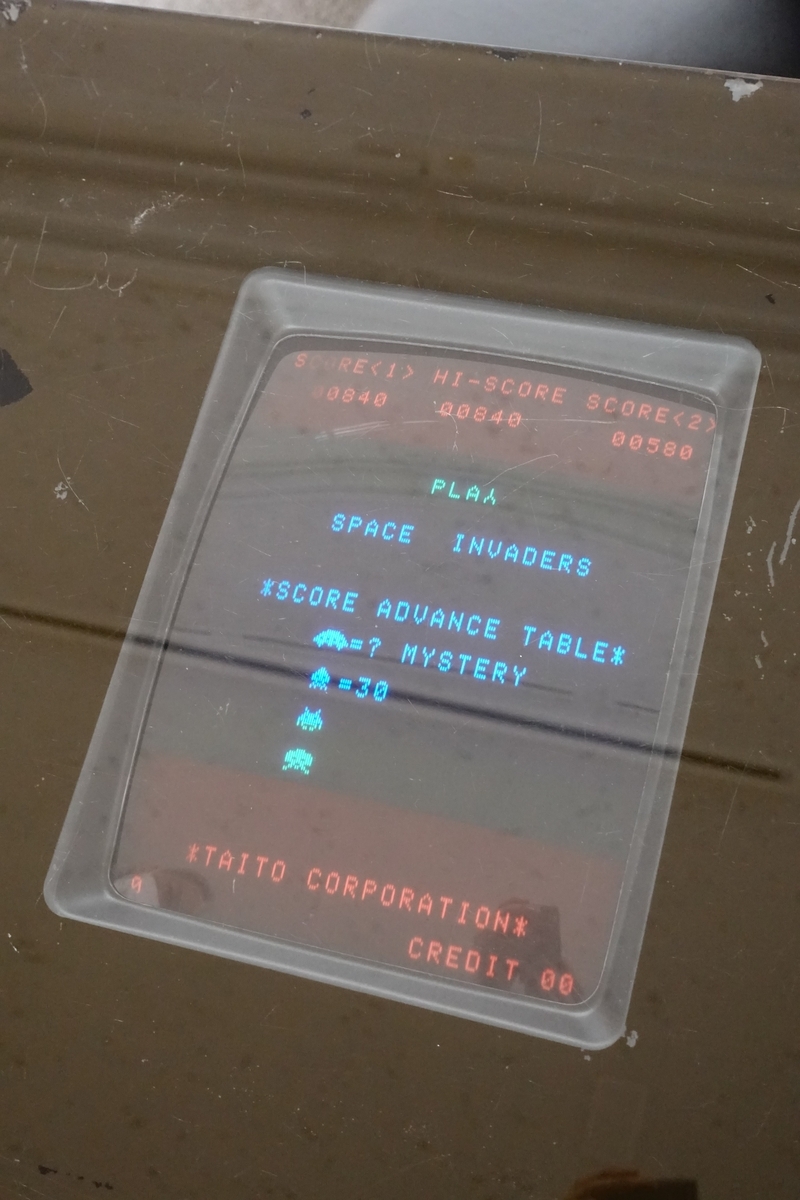 SCORE<1> HI-SCORE SCORE<2>
00840 00840 00580
PLAY
SPACE INVADERS
*SCORE ADVANCE TABLE*
=? MYSTERY
=30
*TAITO CORPORATION*
9
CREDIT 00